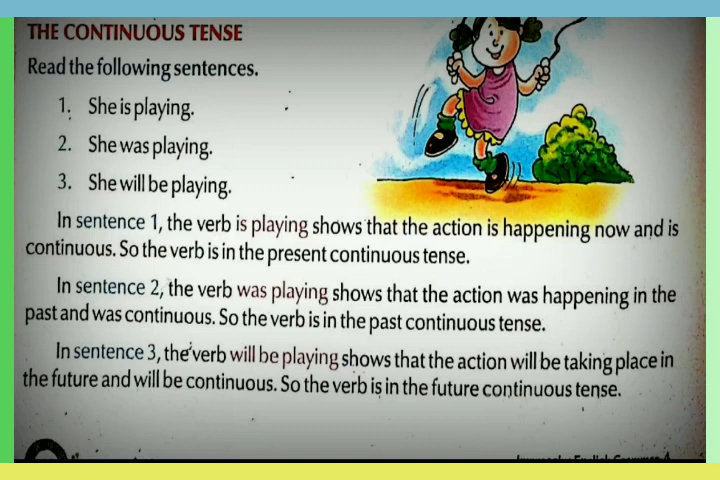 THE CONTINUOUS TENSE
Read the following sentences.
1. She is playing.
2. She was playing.
3. She will be playing.
In sentence 1, the verb is playing shows that the action is happening now and is
continuous. So the verb is in the present continuous tense.
In sentence 2, the verb was playing shows that the action was happening in the
past and was continuous. So the verb is in the past continuous tense.
In sentence 3, the verb will be playing shows that the action will be taking place in
the future and will be continuous. So the verb is in the future continuous tense.